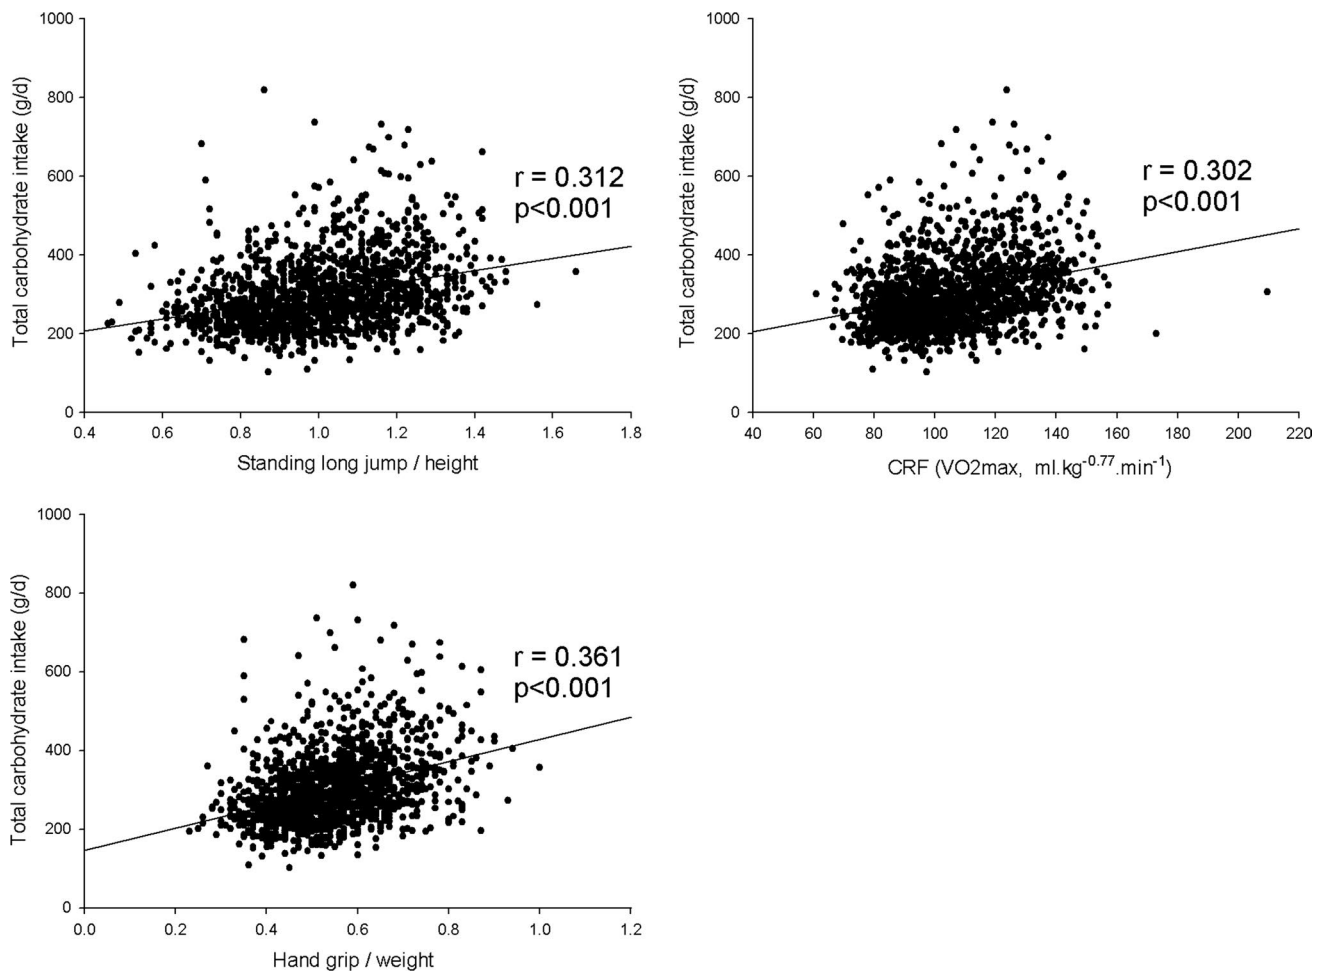 1000
800
600
400
200
0
Total carbohydrate intake (g/d)
r = 0.312
p<0.001
0.4 0.6 0.8 1.0 1.2 1.4 1.6 1.8
Standing long jump / height
1000
800
600
400
200
0
Total carbohydrate intake (g/d)
r = 0.302
p<0.001
40 60 80 100 120 140 160 180 200 220
CRF (VO2max, ml.kg-0.77.min-1)
1000
800
600
400
200
0
Total carbohydrate intake (g/d)
r = 0.361
p<0.001
0.0 0.2 0.4 0.6 0.8 1.0 1.2
Hand grip / weight